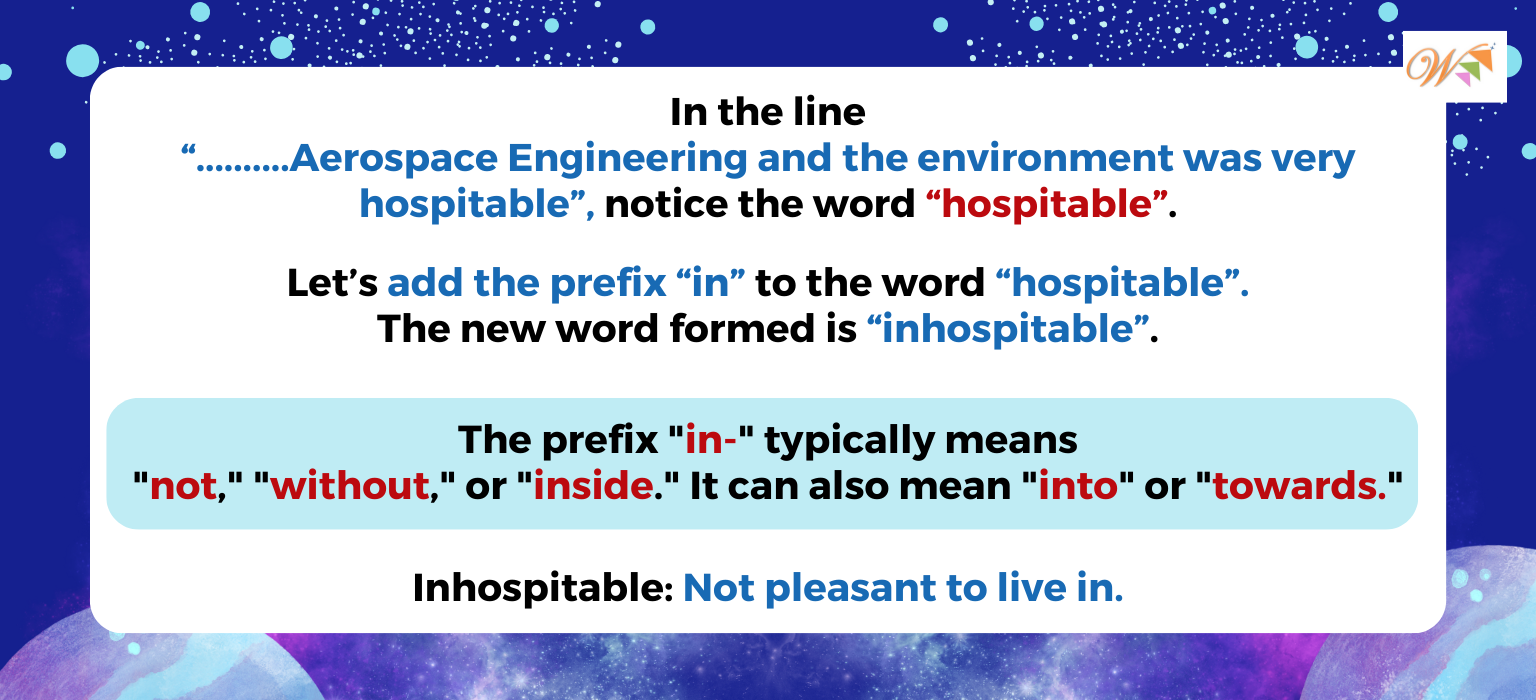 In the line
“..........Aerospace Engineering and the environment was very
hospitable”, notice the word “hospitable”.
Let’s add the prefix “in” to the word “hospitable”.
The new word formed is “inhospitable”.
The prefix "in-" typically means
"not," "without," or "inside." It can also mean "into" or "towards."
Inhospitable: Not pleasant to live in.
W